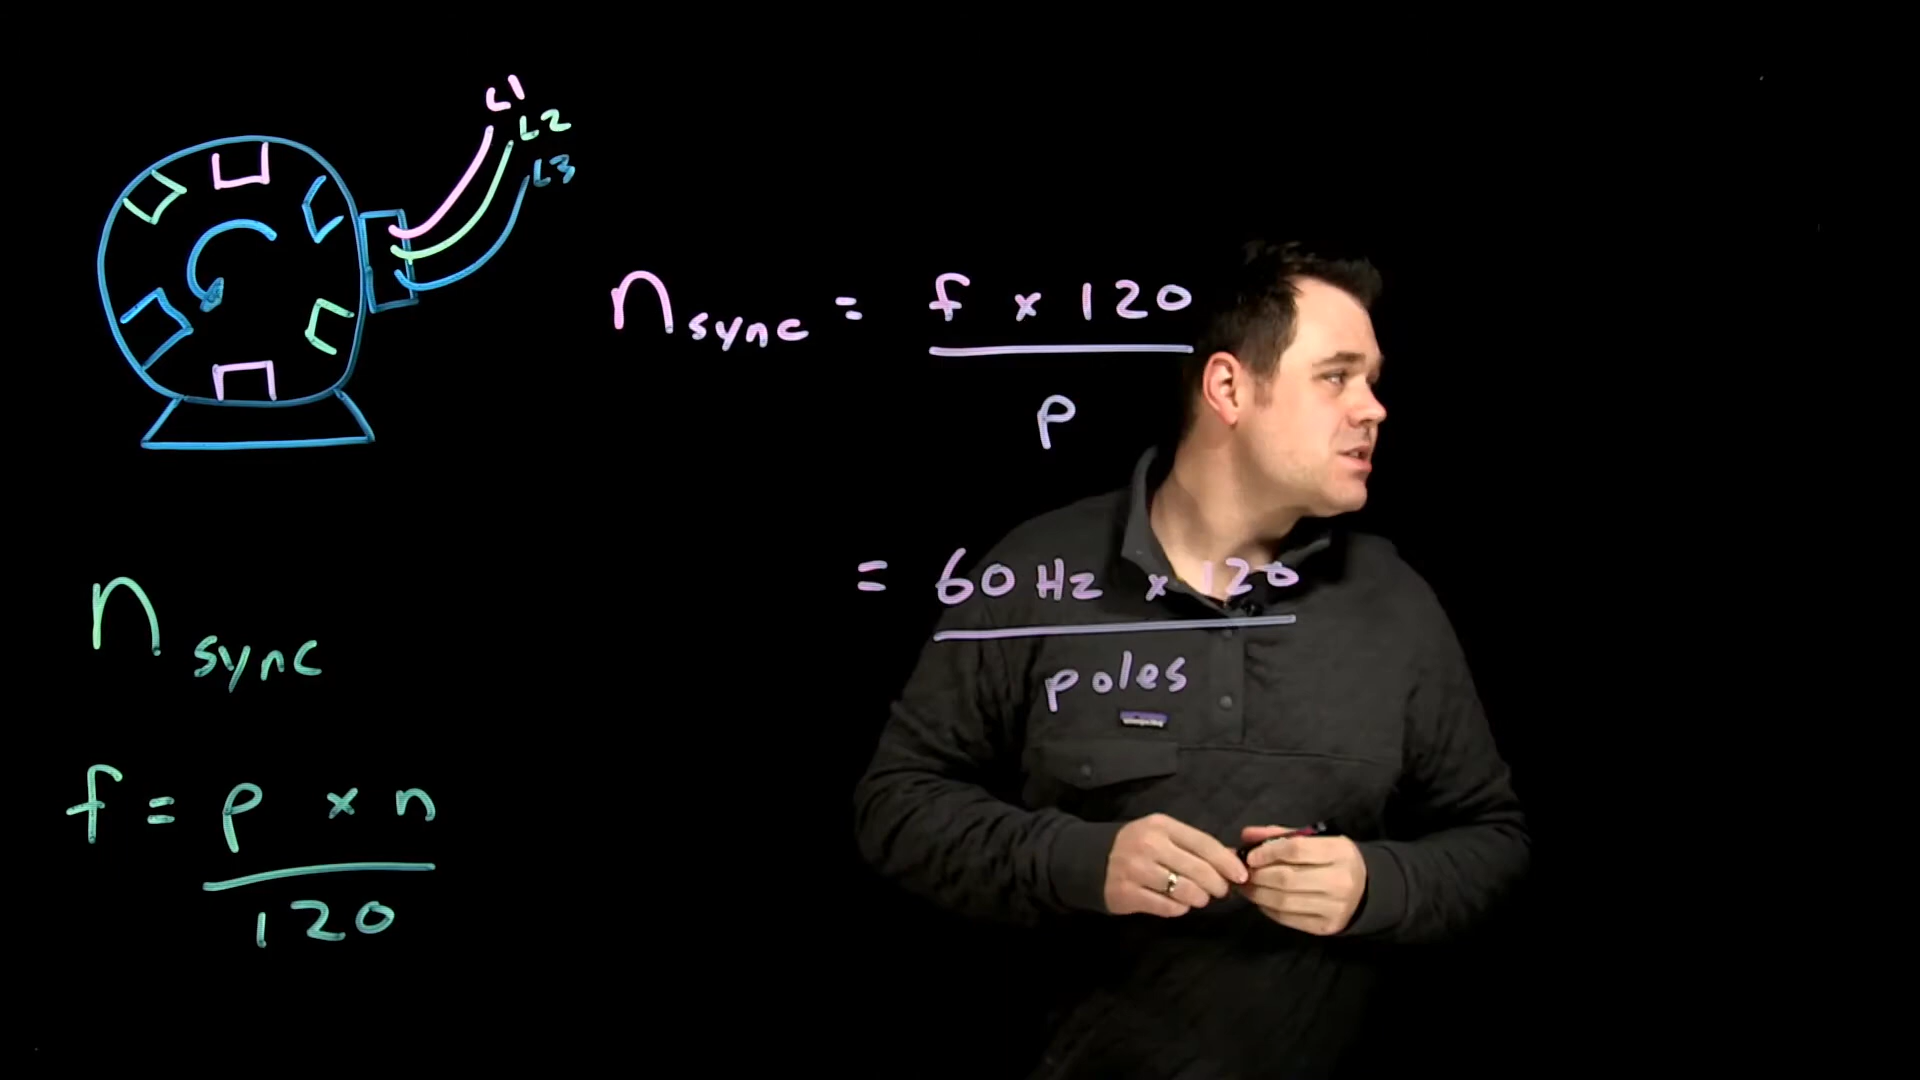 L1
L2
L3
n sync = f x 120
p
= 60 Hz x 120
poles
n sync
f = p x n
120